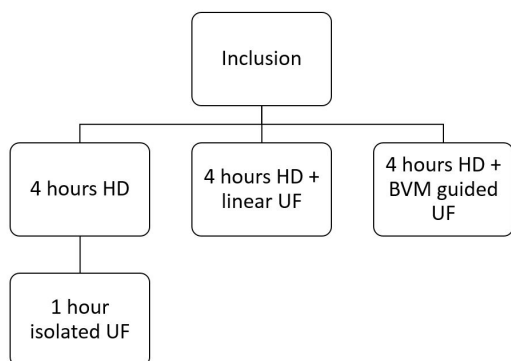 Inclusion
4 hours HD
4 hours HD +
linear UF
4 hours HD +
BVM guided
UF
1 hour
isolated UF